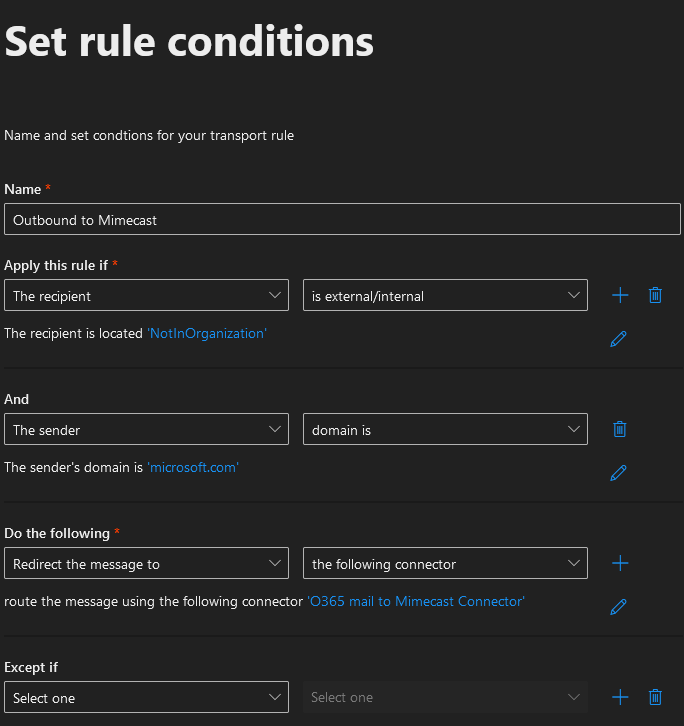 Set rule conditions
Name and set condtions for your transport rule
Name *
Outbound to Mimecast
Apply this rule if *
The recipient
is external/internal
The recipient is located 'NotInOrganization'
And
The sender
domain is
The sender's domain is 'microsoft.com'
Do the following *
Redirect the message to
the following connector
route the message using the following connector 'O365 mail to Mimecast Connector'
Except if
Select one
Select one